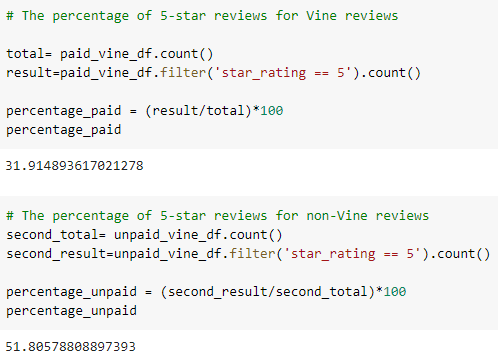 # The percentage of 5-star reviews for Vine reviews
total= paid_vine_df.count()
result=paid_vine_df.filter('star_rating == 5').count()
percentage_paid = (result/total)*100
percentage_paid
31.914893617021278
# The percentage of 5-star reviews for non-Vine reviews
second_total= unpaid_vine_df.count()
second_result=unpaid_vine_df.filter('star_rating == 5').count()
percentage_unpaid = (second_result/second_total)*100
percentage_unpaid
51.80578808897393